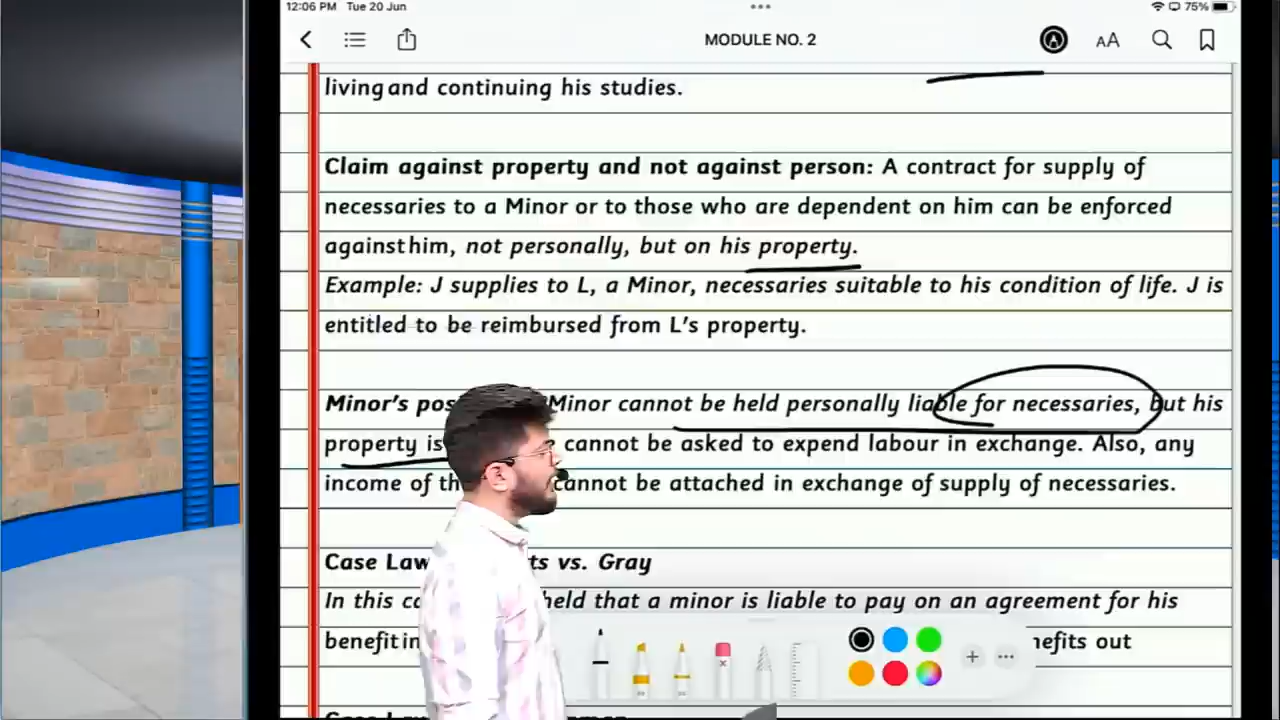 12:06 PM Tue 20 Jun
75%
MODULE NO. 2
AA
living and continuing his studies.
Claim against property and not against person: A contract for supply of
necessaries to a Minor or to those who are dependent on him can be enforced
against him, not personally, but on his property.
Example: J supplies to L, a Minor, necessaries suitable to his condition of life. J is
entitled to be reimbursed from L's property.
Minor's Minor cannot be held personally liable for necessaries, but his
property is cannot be asked to expend labour in exchange. Also, any
income of cannot be attached in exchange of supply of necessaries.
Case Law vs. Gray
In this held that a minor is liable to pay on an agreement for his
benefit in out